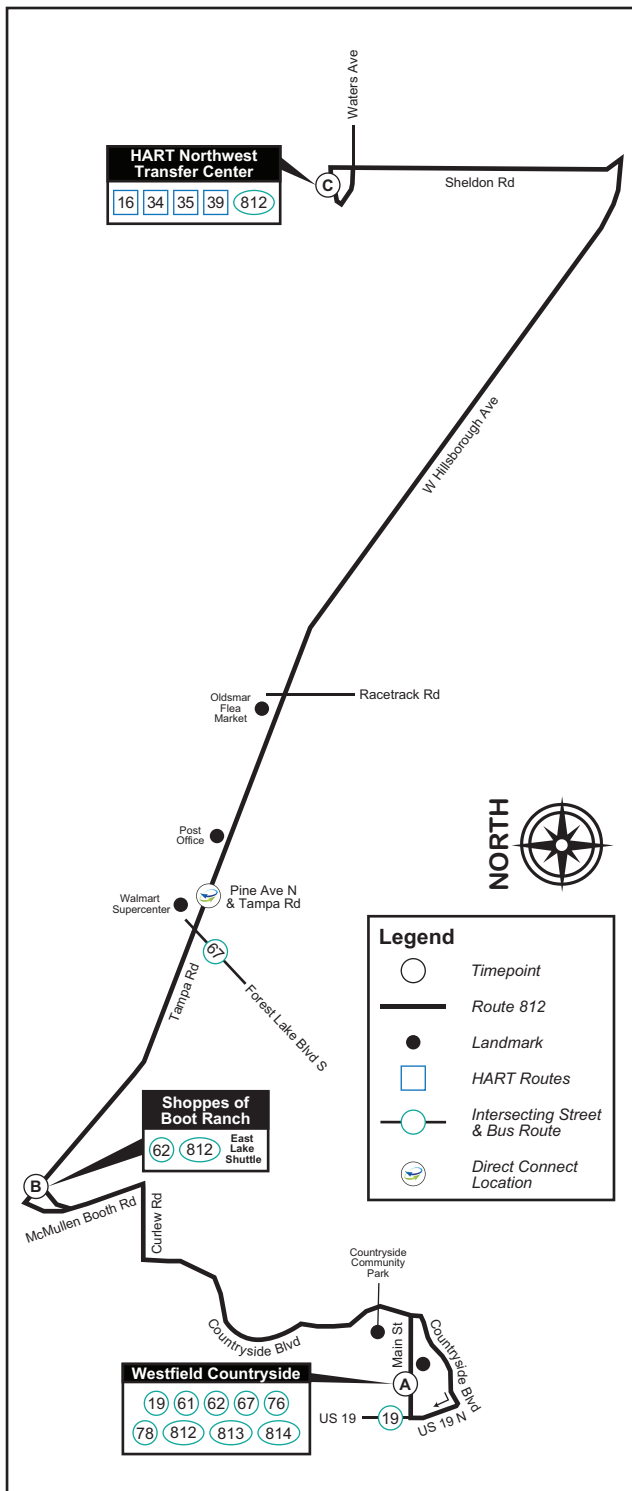 Waters Ave
HART Northwest
Transfer Center
16 34 35 39 812
C
Sheldon Rd
W Hillsborough Ave
Oldsmar
Flea
Market
Racetrack Rd
Post
Office
NORTH
Walmart
Supercenter
Pine Ave N
& Tampa Rd
67
Tampa Rd
Forest Lake Blvd S
Legend
Timepoint
Route 812
Landmark
HART Routes
Intersecting Street
& Bus Route
Direct Connect
Location
Shoppes of
Boot Ranch
62 812 East
Lake
Shuttle
B
McMullen Booth Rd
Curlew Rd
Countryside
Community
Park
Countryside Blvd
Main St
Countryside Blvd
Westfield Countryside
19 61 62 67 76
78 812 813 814
A
US 19
19
US 19 N